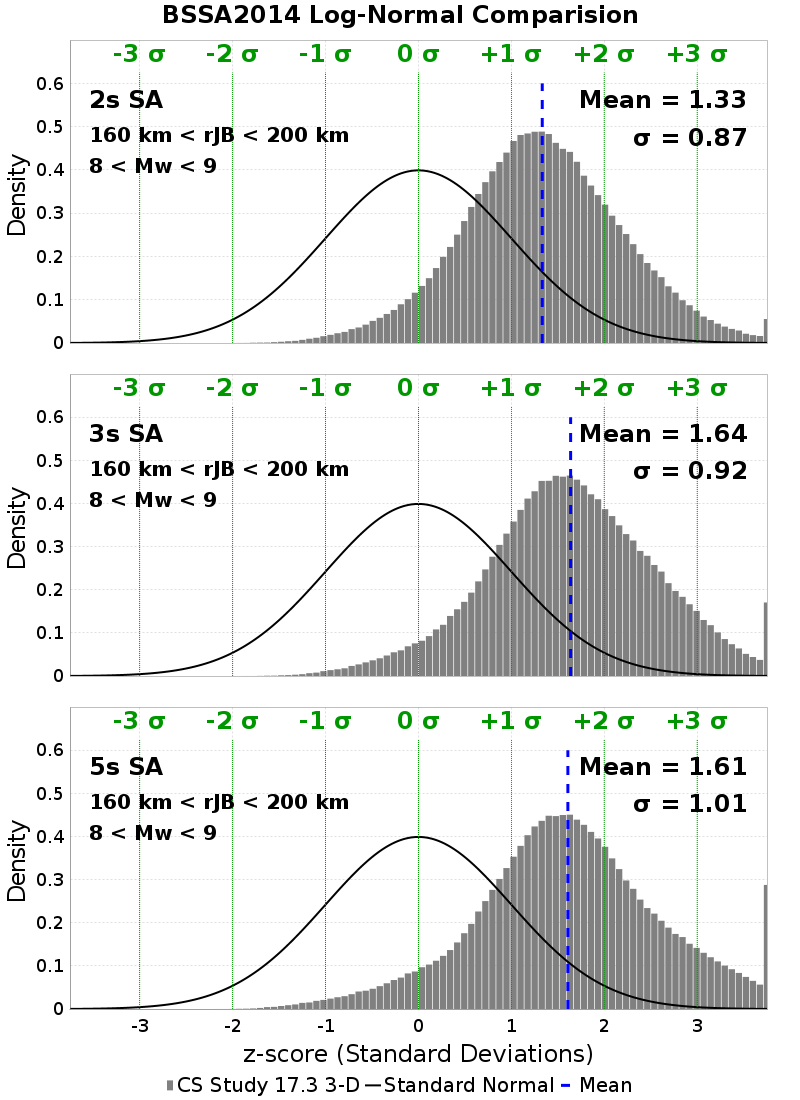 BSSA2014 Log-Normal Comparision
-3 σ -2 σ -1 σ 0 σ +1 σ +2 σ +3 σ
2s SA
Mean = 1.33
160 km < rJB < 200 km
σ = 0.87
8 < Mw < 9
0.6
0.5
0.4
0.3
0.2
0.1
0
Density
-3 σ -2 σ -1 σ 0 σ +1 σ +2 σ +3 σ
3s SA
Mean = 1.64
160 km < rJB < 200 km
σ = 0.92
8 < Mw < 9
0.6
0.5
0.4
0.3
0.2
0.1
0
Density
-3 σ -2 σ -1 σ 0 σ +1 σ +2 σ +3 σ
5s SA
Mean = 1.61
160 km < rJB < 200 km
σ = 1.01
8 < Mw < 9
0.6
0.5
0.4
0.3
0.2
0.1
0
Density
-3 -2 -1 0 1 2 3
z-score (Standard Deviations)
CS Study 17.3 3-D Standard Normal Mean